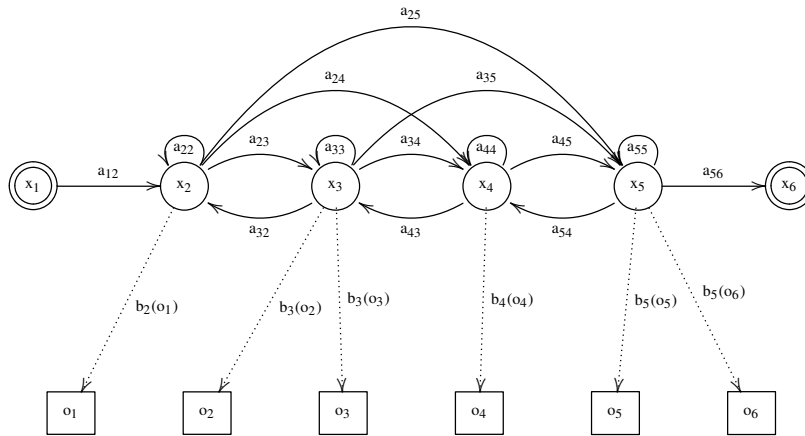 a25
a24 a35
a22 a23 a33 a34 a44 a45 a55
a12 a56
x1 x2 x3 x4 x5 x6
a32 a43 a54
b5(o6)
b2(o1) b3(o2) b3(o3) b4(o4) b5(o5)
o1 o2 o3 o4 o5 o6